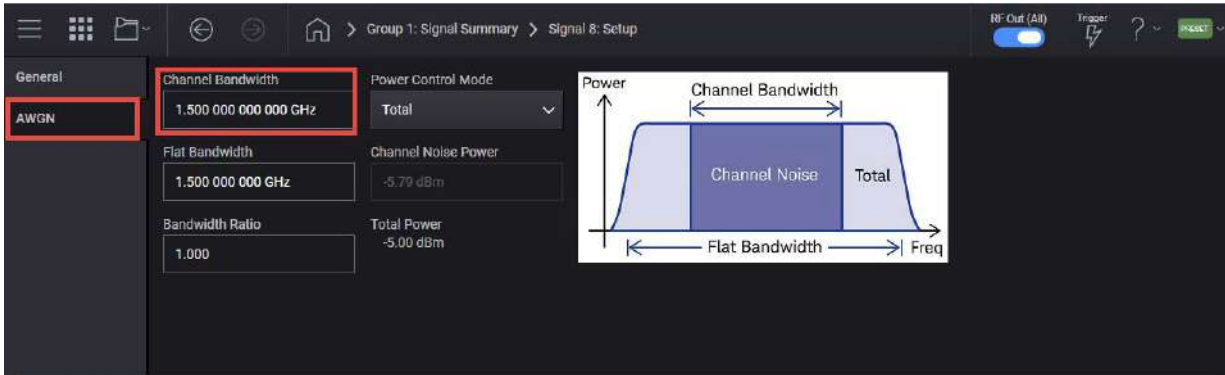 Group 1: Signal Summary > Signal 8: Setup
RF Out (All)
Trigger
?
PRESET
General
AWGN
Channel Bandwidth
1.500 000 000 000 GHz
Power Control Mode
Total
Flat Bandwidth
1.500 000 000 GHz
Channel Noise Power
-5.79 dBm
Bandwidth Ratio
1.000
Total Power
-5.00 dBm
Power
Channel Bandwidth
Channel Noise
Total
Flat Bandwidth
Freq